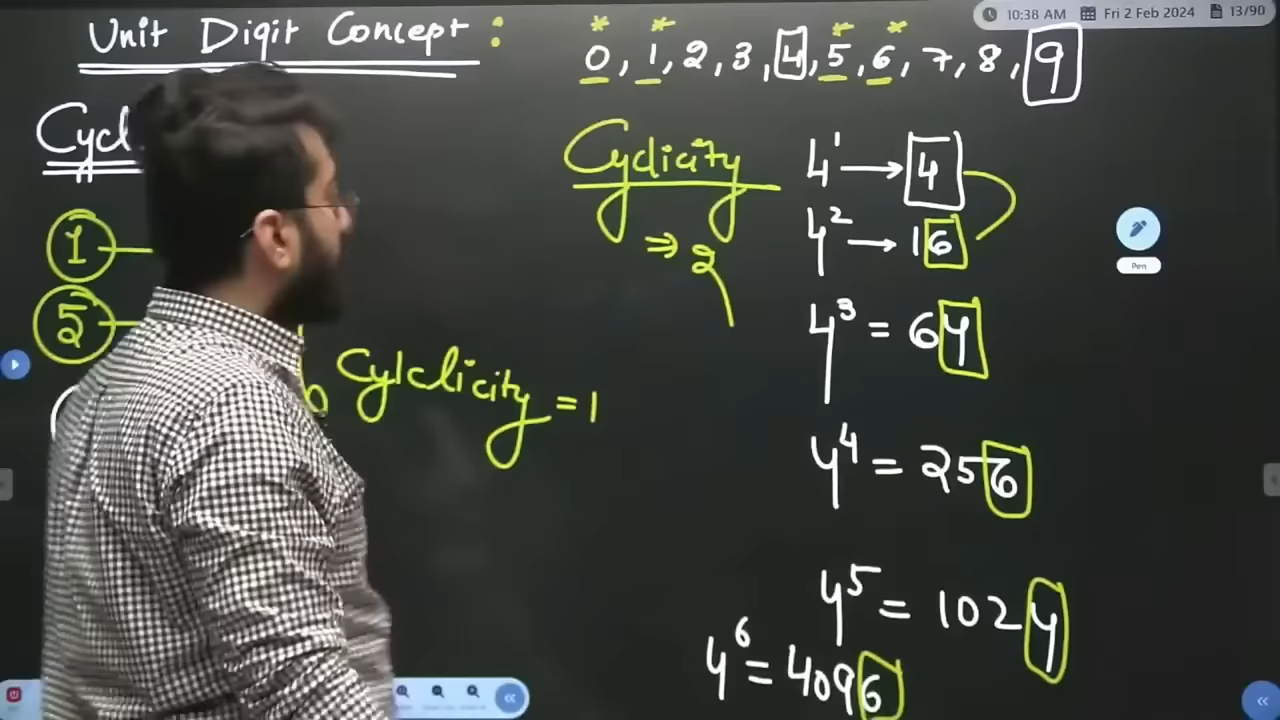 10:38 AM Fri 2 Feb 2024 13/90
Unit Digit Concept :
* * * *
0, 1, 2, 3, 4, 5, 6, 7, 8, 9
Cycl
1
5
Cyclicity
⇒ 2
Cylclicity = 1
4¹ → 4
4² → 16
4³ = 64
4⁴ = 256
4⁵ = 1024
4⁶ = 4096
Pen